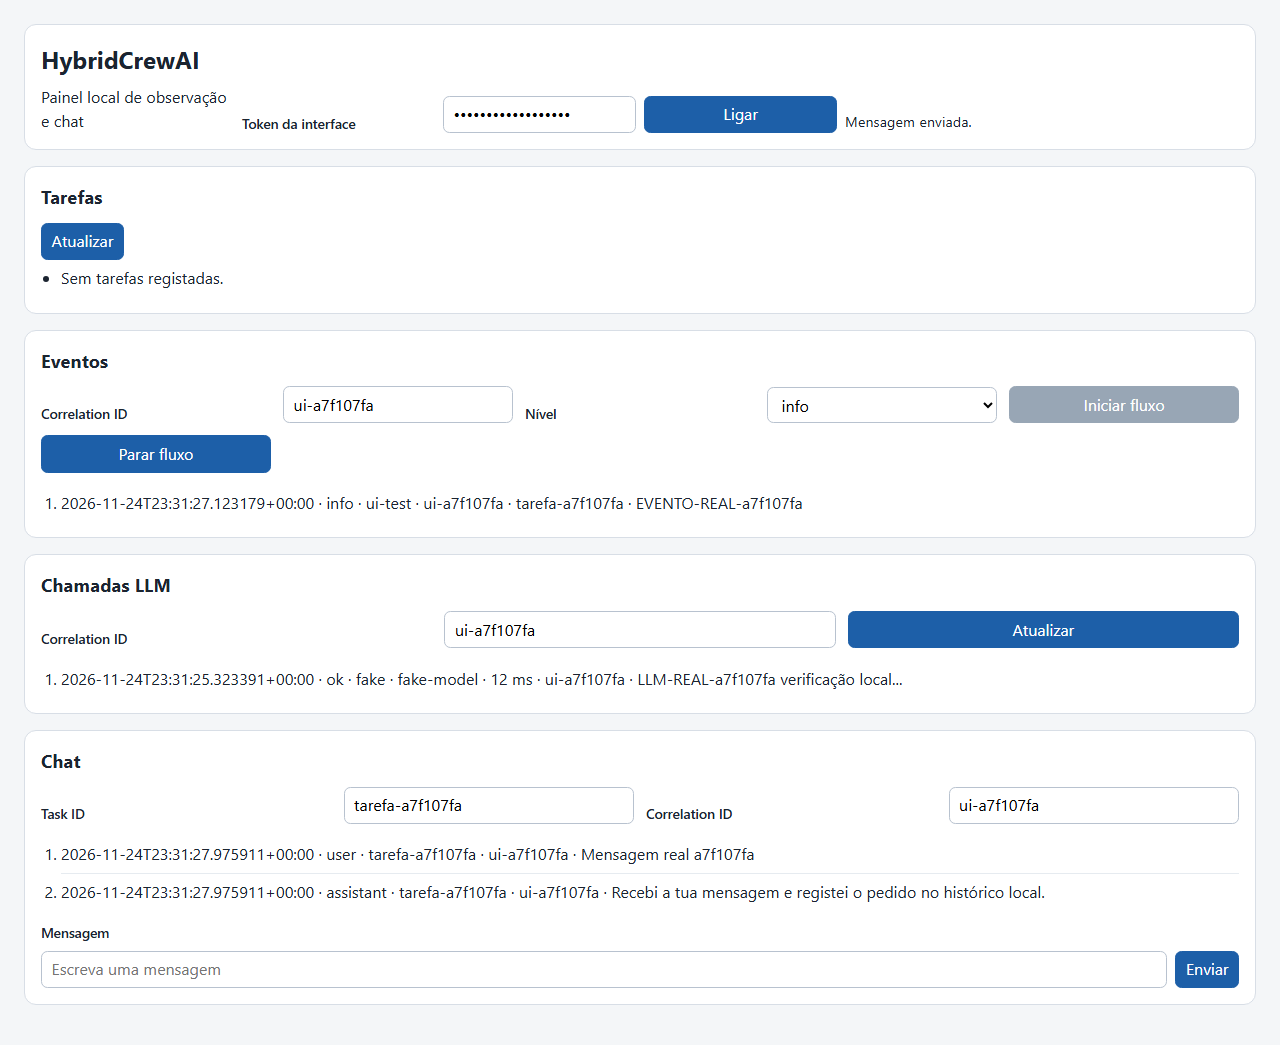 HybridCrewAI
Painel local de observação
e chat
Token da interface
••••••••••••••••••
Ligar
Mensagem enviada.
Tarefas
Atualizar
• Sem tarefas registadas.
Eventos
Correlation ID
ui-a7f107fa
Nível
info
Iniciar fluxo
Parar fluxo
1. 2026-11-24T23:31:27.123179+00:00 · info · ui-test · ui-a7f107fa · tarefa-a7f107fa · EVENTO-REAL-a7f107fa
Chamadas LLM
Correlation ID
ui-a7f107fa
Atualizar
1. 2026-11-24T23:31:25.323391+00:00 · ok · fake · fake-model · 12 ms · ui-a7f107fa · LLM-REAL-a7f107fa verificação local...
Chat
Task ID
tarefa-a7f107fa
Correlation ID
ui-a7f107fa
1. 2026-11-24T23:31:27.975911+00:00 · user · tarefa-a7f107fa · ui-a7f107fa · Mensagem real a7f107fa
2. 2026-11-24T23:31:27.975911+00:00 · assistant · tarefa-a7f107fa · ui-a7f107fa · Recebi a tua mensagem e registei o pedido no histórico local.
Mensagem
Escreva uma mensagem
Enviar